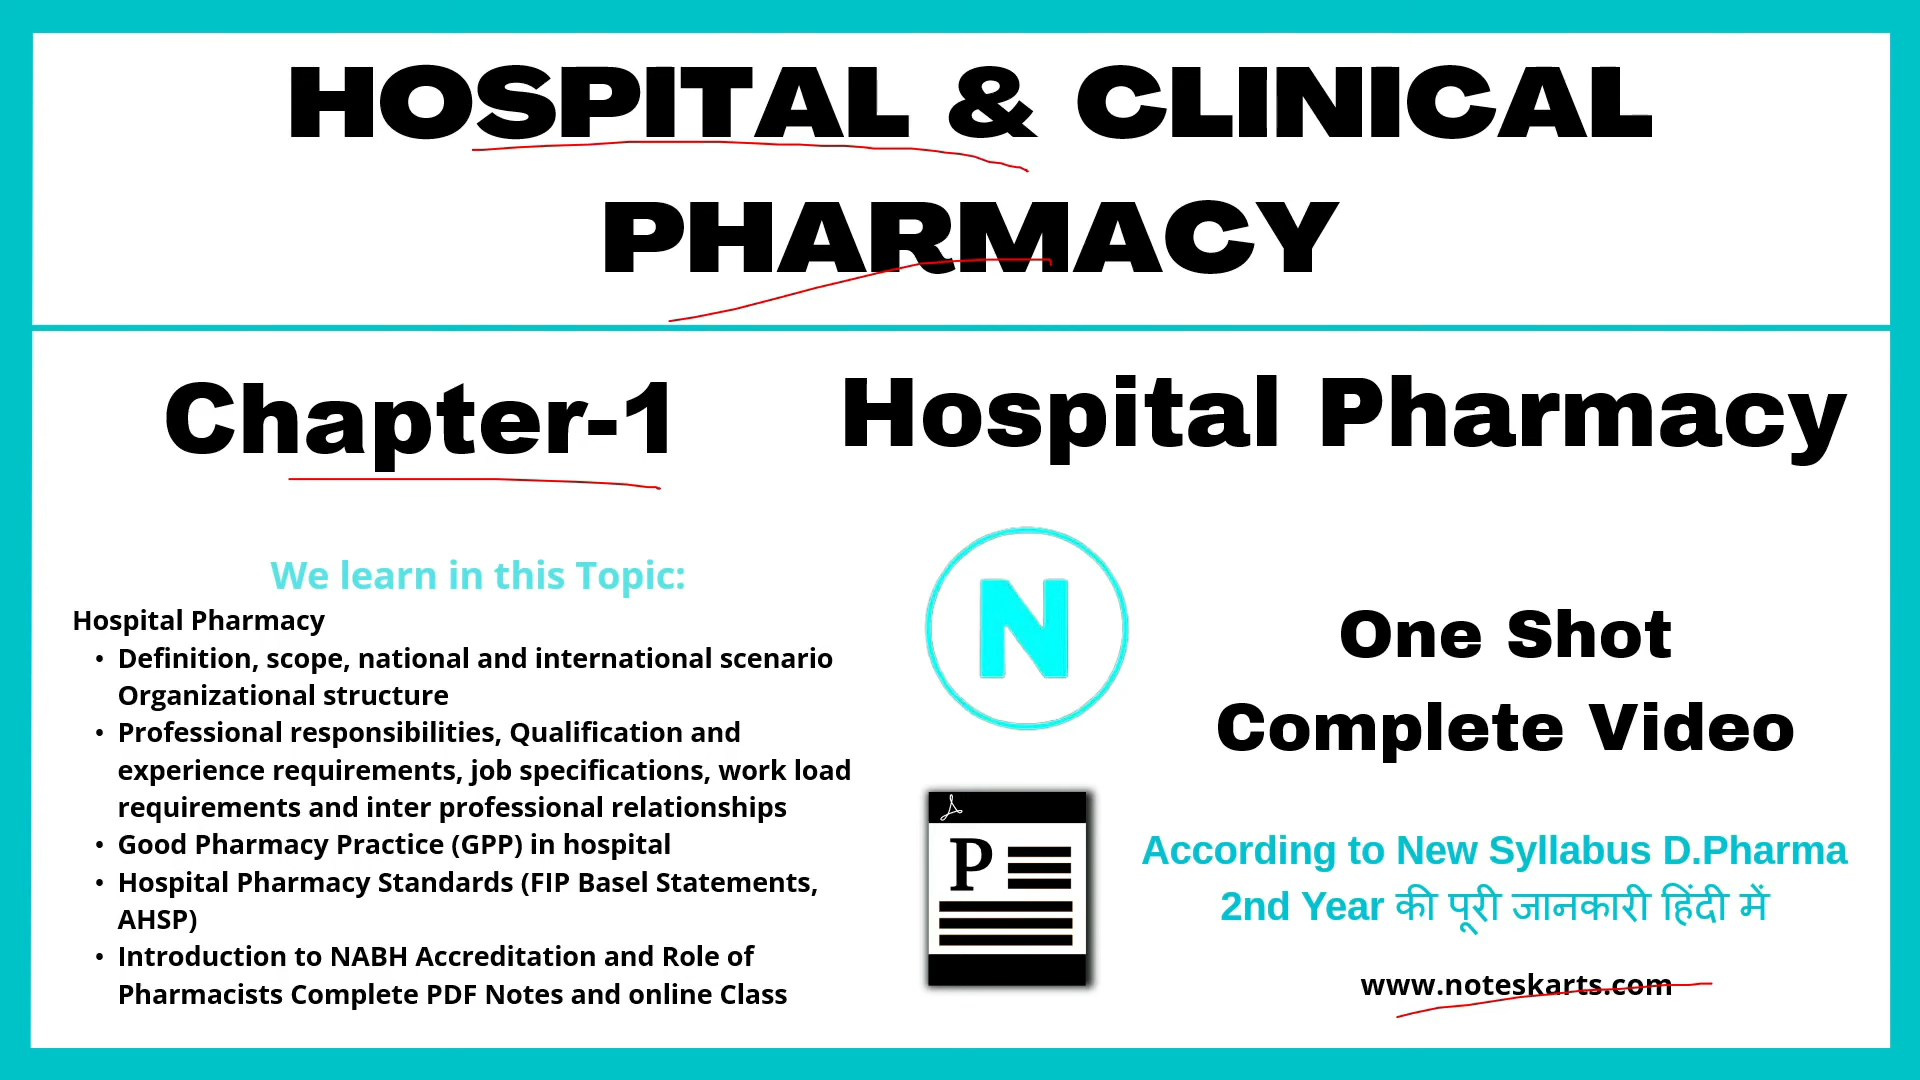 HOSPITAL & CLINICAL
PHARMACY
Chapter-1
Hospital Pharmacy
We learn in this Topic:
Hospital Pharmacy
• Definition, scope, national and international scenario
Organizational structure
• Professional responsibilities, Qualification and
experience requirements, job specifications, work load
requirements and inter professional relationships
• Good Pharmacy Practice (GPP) in hospital
• Hospital Pharmacy Standards (FIP Basel Statements,
AHSP)
• Introduction to NABH Accreditation and Role of
Pharmacists Complete PDF Notes and online Class
N
P
One Shot
Complete Video
According to New Syllabus D.Pharma
2nd Year की पूरी जानकारी हिंदी में
www.noteskarts.com